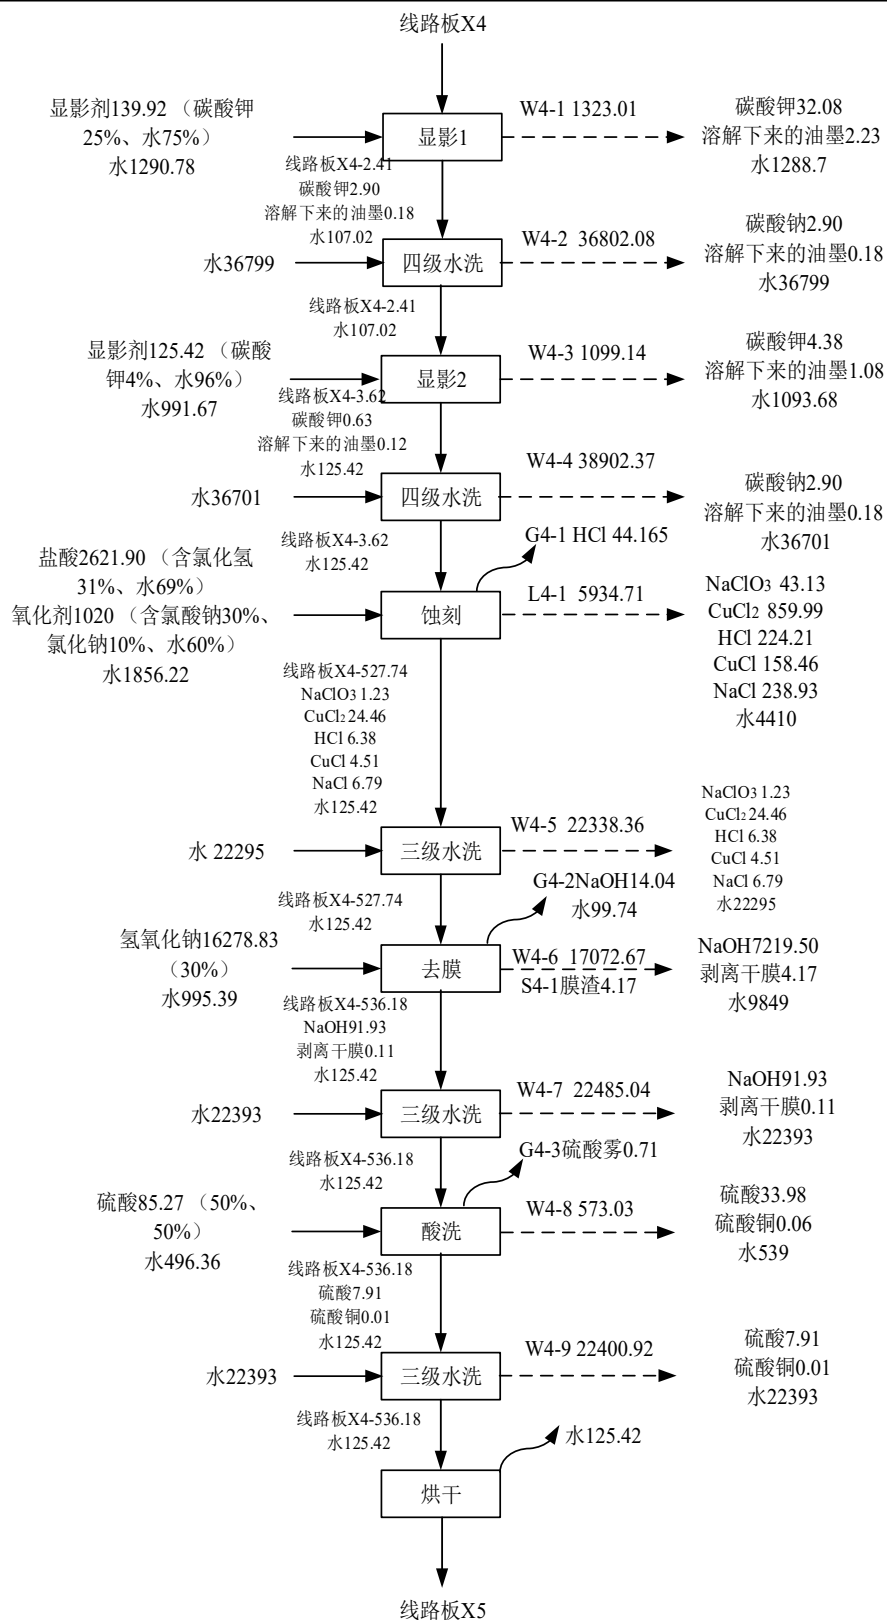 线路板X4
显影剂139.92 （碳酸钾
25%、水75%）
水1290.78
显影1
W4-1 1323.01
碳酸钾32.08
溶解下来的油墨2.23
水1288.7
线路板X4-2.41
碳酸钾2.90
溶解下来的油墨0.18
水107.02
水36799
四级水洗
W4-2 36802.08
碳酸钠2.90
溶解下来的油墨0.18
水36799
线路板X4-2.41
水107.02
显影剂125.42 （碳酸
钾4%、水96%）
水991.67
显影2
W4-3 1099.14
碳酸钾4.38
溶解下来的油墨1.08
水1093.68
线路板X4-3.62
碳酸钾0.63
溶解下来的油墨0.12
水125.42
水36701
四级水洗
W4-4 38902.37
碳酸钠2.90
溶解下来的油墨0.18
水36701
线路板X4-3.62
水125.42
G4-1 HCl 44.165
盐酸2621.90 （含氯化氢
31%、水69%）
氧化剂1020 （含氯酸钠30%、
氯化钠10%、水60%）
水1856.22
蚀刻
L4-1 5934.71
NaClO3 43.13
CuCl2 859.99
HCl 224.21
CuCl 158.46
NaCl 238.93
水4410
线路板X4-527.74
NaClO3 1.23
CuCl2 24.46
HCl 6.38
CuCl 4.51
NaCl 6.79
水125.42
水 22295
三级水洗
W4-5 22338.36
NaClO3 1.23
CuCl2 24.46
HCl 6.38
CuCl 4.51
NaCl 6.79
水22295
线路板X4-527.74
水125.42
G4-2NaOH14.04
水99.74
氢氧化钠16278.83
（30%）
水995.39
去膜
W4-6 17072.67
S4-1膜渣4.17
NaOH7219.50
剥离干膜4.17
水9849
线路板X4-536.18
NaOH91.93
剥离干膜0.11
水125.42
水22393
三级水洗
W4-7 22485.04
NaOH91.93
剥离干膜0.11
水22393
线路板X4-536.18
水125.42
G4-3硫酸雾0.71
硫酸85.27 （50%、
50%）
水496.36
酸洗
W4-8 573.03
硫酸33.98
硫酸铜0.06
水539
线路板X4-536.18
硫酸7.91
硫酸铜0.01
水125.42
水22393
三级水洗
W4-9 22400.92
硫酸7.91
硫酸铜0.01
水22393
线路板X4-536.18
水125.42
水125.42
烘干
线路板X5